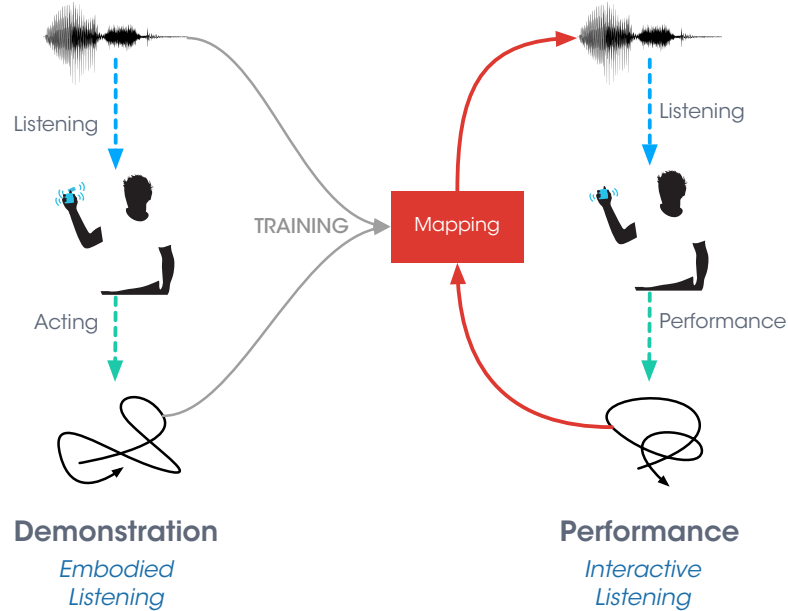 Listening
Acting
TRAINING
Mapping
Listening
Performance
Demonstration
Embodied
Listening
Performance
Interactive
Listening